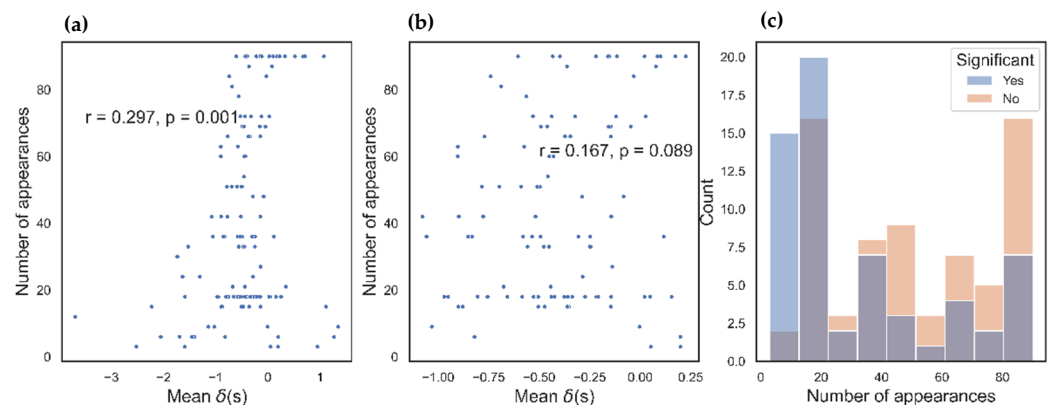 (a)
Number of appearances
80
60
40
20
0
r = 0.297, p = 0.001
−3
−2
−1
0
1
Mean δ(s)
(b)
Number of appearances
80
60
40
20
0
r = 0.167, p = 0.089
−1.00
−0.75
−0.50
−0.25
0.00
0.25
Mean δ(s)
(c)
Count
20.0
17.5
15.0
12.5
10.0
7.5
5.0
2.5
0.0
Significant
Yes
No
0
20
40
60
80
Number of appearances